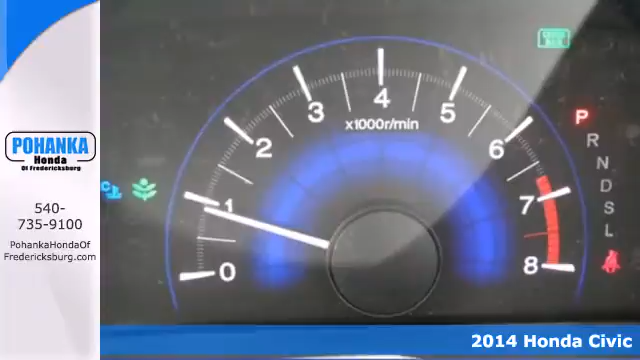 POHANKA
Honda
Of Fredericksburg
540-
735-9100
PohankaHondaOf
Fredericksburg.com
0
1
2
3
4
5
6
7
8
x1000r/min
P
R
N
D
S
L
2014 Honda Civic